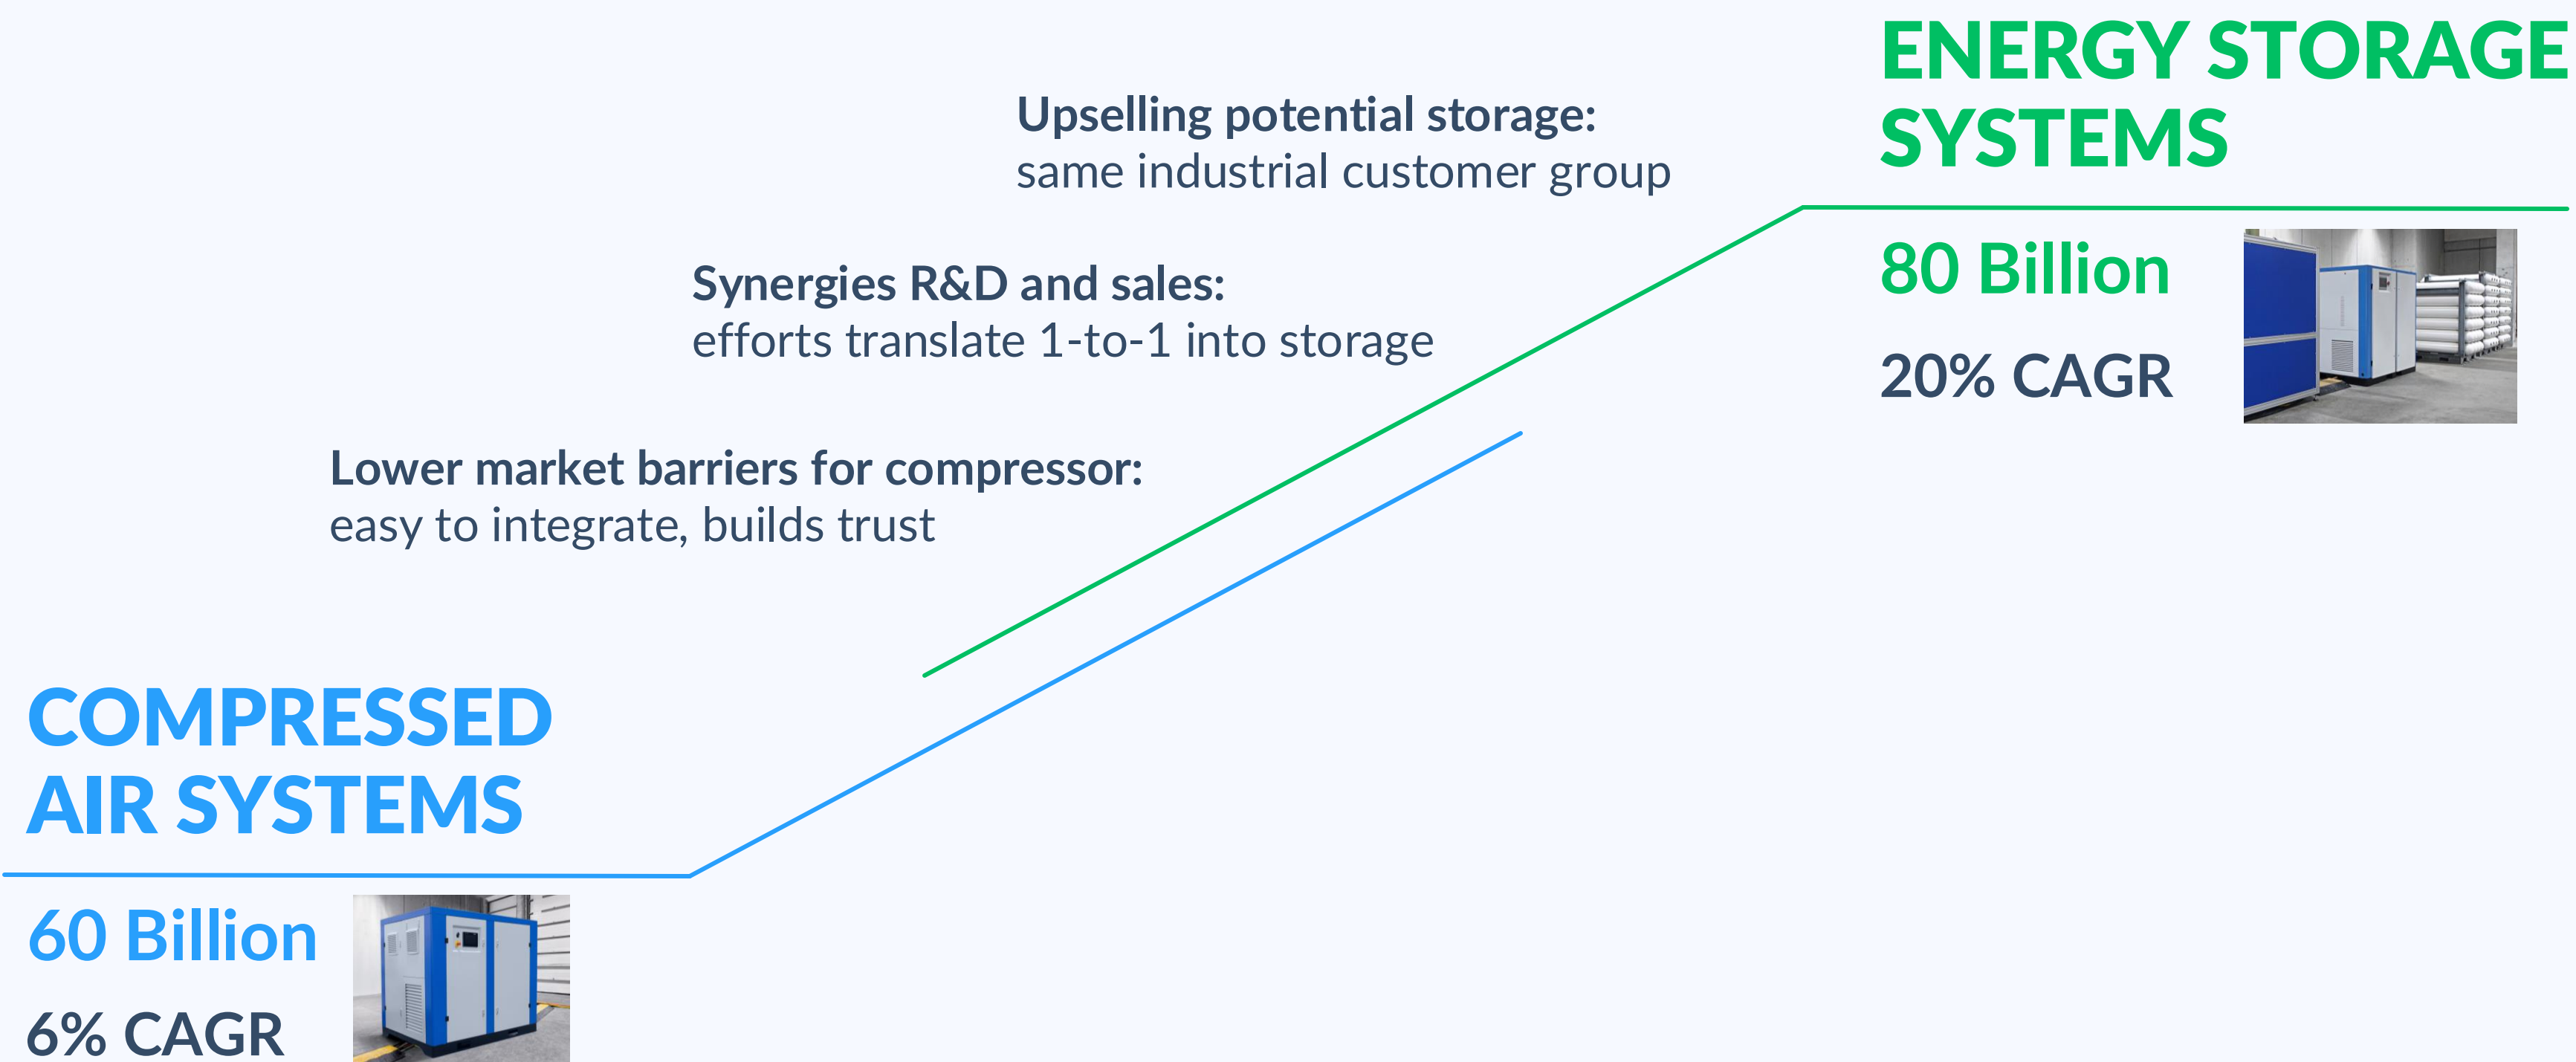 ENERGY STORAGE
SYSTEMS
80 Billion
20% CAGR
Upselling potential storage:
same industrial customer group
Synergies R&D and sales:
efforts translate 1-to-1 into storage
Lower market barriers for compressor:
easy to integrate, builds trust
COMPRESSED
AIR SYSTEMS
60 Billion
6% CAGR